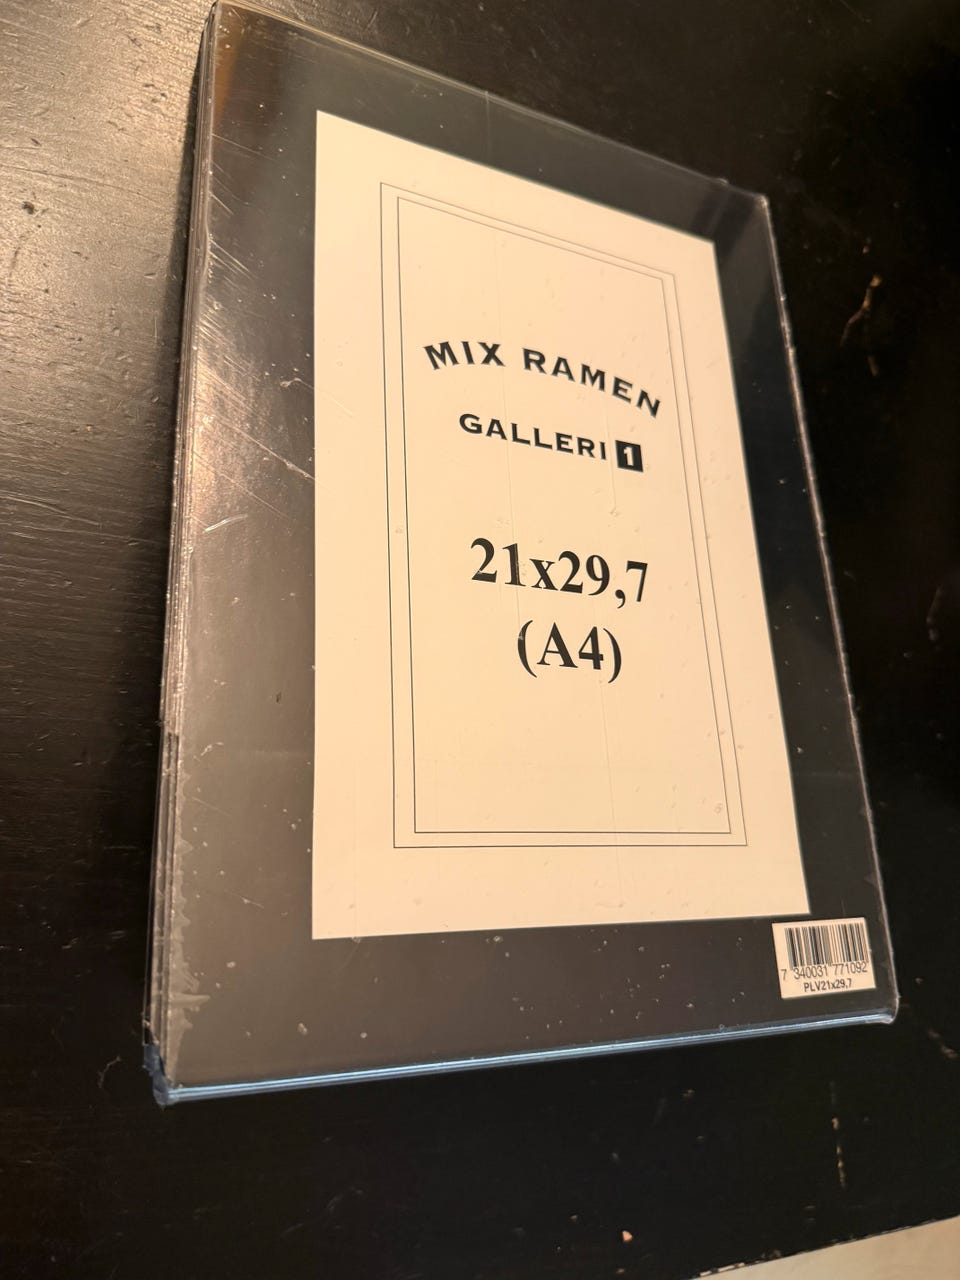 MIX RAMEN
GALLERI 1
21x29,7
(A4)
7 340031 771092
PLV21x29,7